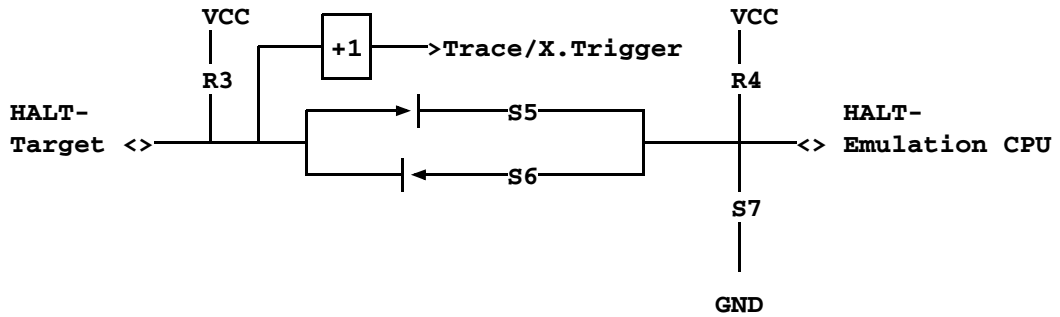 VCC
VCC
+1
>Trace/X.Trigger
R3
R4
HALT-
S5
HALT-
Target <>
<> Emulation CPU
S6
S7
GND